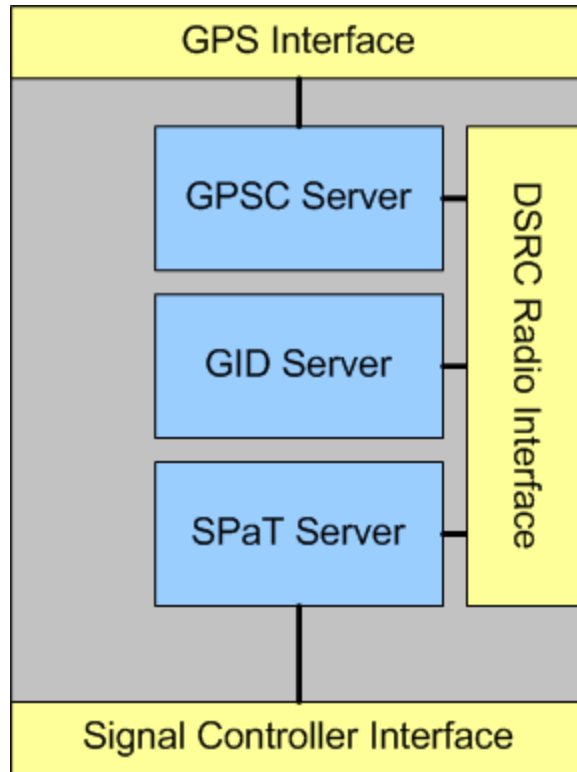 GPS Interface
GPSC Server
DSRC Radio Interface
GID Server
SPaT Server
Signal Controller Interface